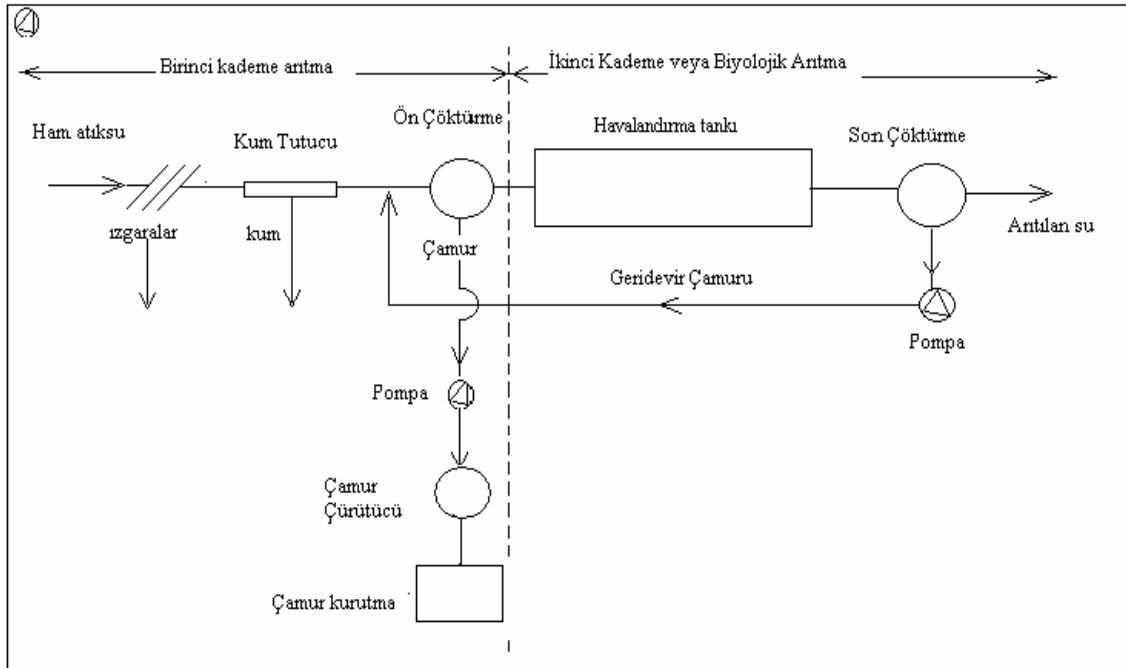 Birinci kademe arıtma
İkinci Kademe veya Biyolojik Arıtma
Ham atıksu
Kum Tutucu
Ön Çöktürme
Havalandırma tankı
Son Çöktürme
ızgaralar
kum
Çamur
Arıtılan su
Geridevir Çamuru
Pompa
Pompa
Çamur
Çürütücü
Çamur kurutma